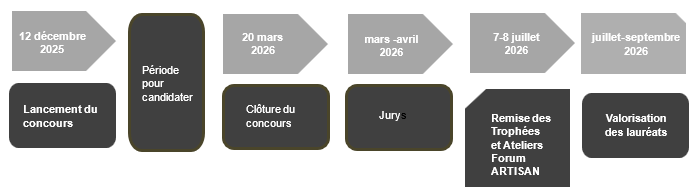 12 décembre
2025
Lancement du
concours
Période
pour
candidater
20 mars
2026
Clôture du
concours
mars -avril
2026
Jurys
7-8 juillet
2026
Remise des
Trophées
et Ateliers
Forum
ARTISAN
juillet-septembre
2026
Valorisation
des lauréats